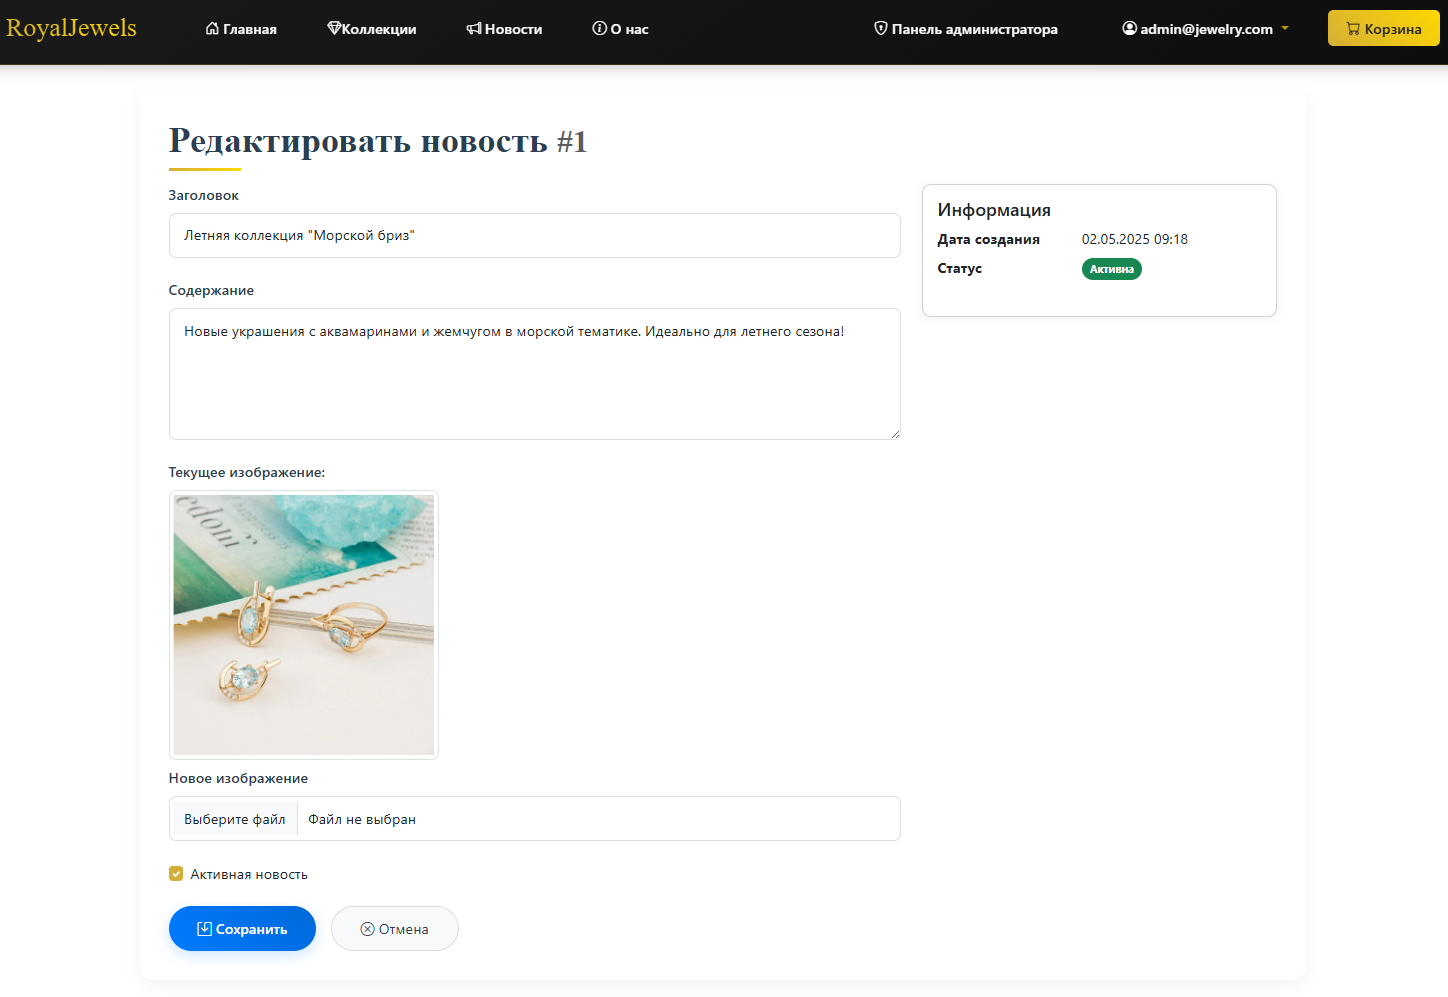 RoyalJewels Главная Коллекции Новости О нас Панель администратора admin@jewelry.com Корзина
Редактировать новость #1
Заголовок
Летняя коллекция "Морской бриз"
Содержание
Новые украшения с аквамаринами и жемчугом в морской тематике. Идеально для летнего сезона!
Текущее изображение:
Новое изображение
Выберите файл Файл не выбран
Активная новость
Сохранить Отмена
Информация
Дата создания 02.05.2025 09:18
Статус Активна